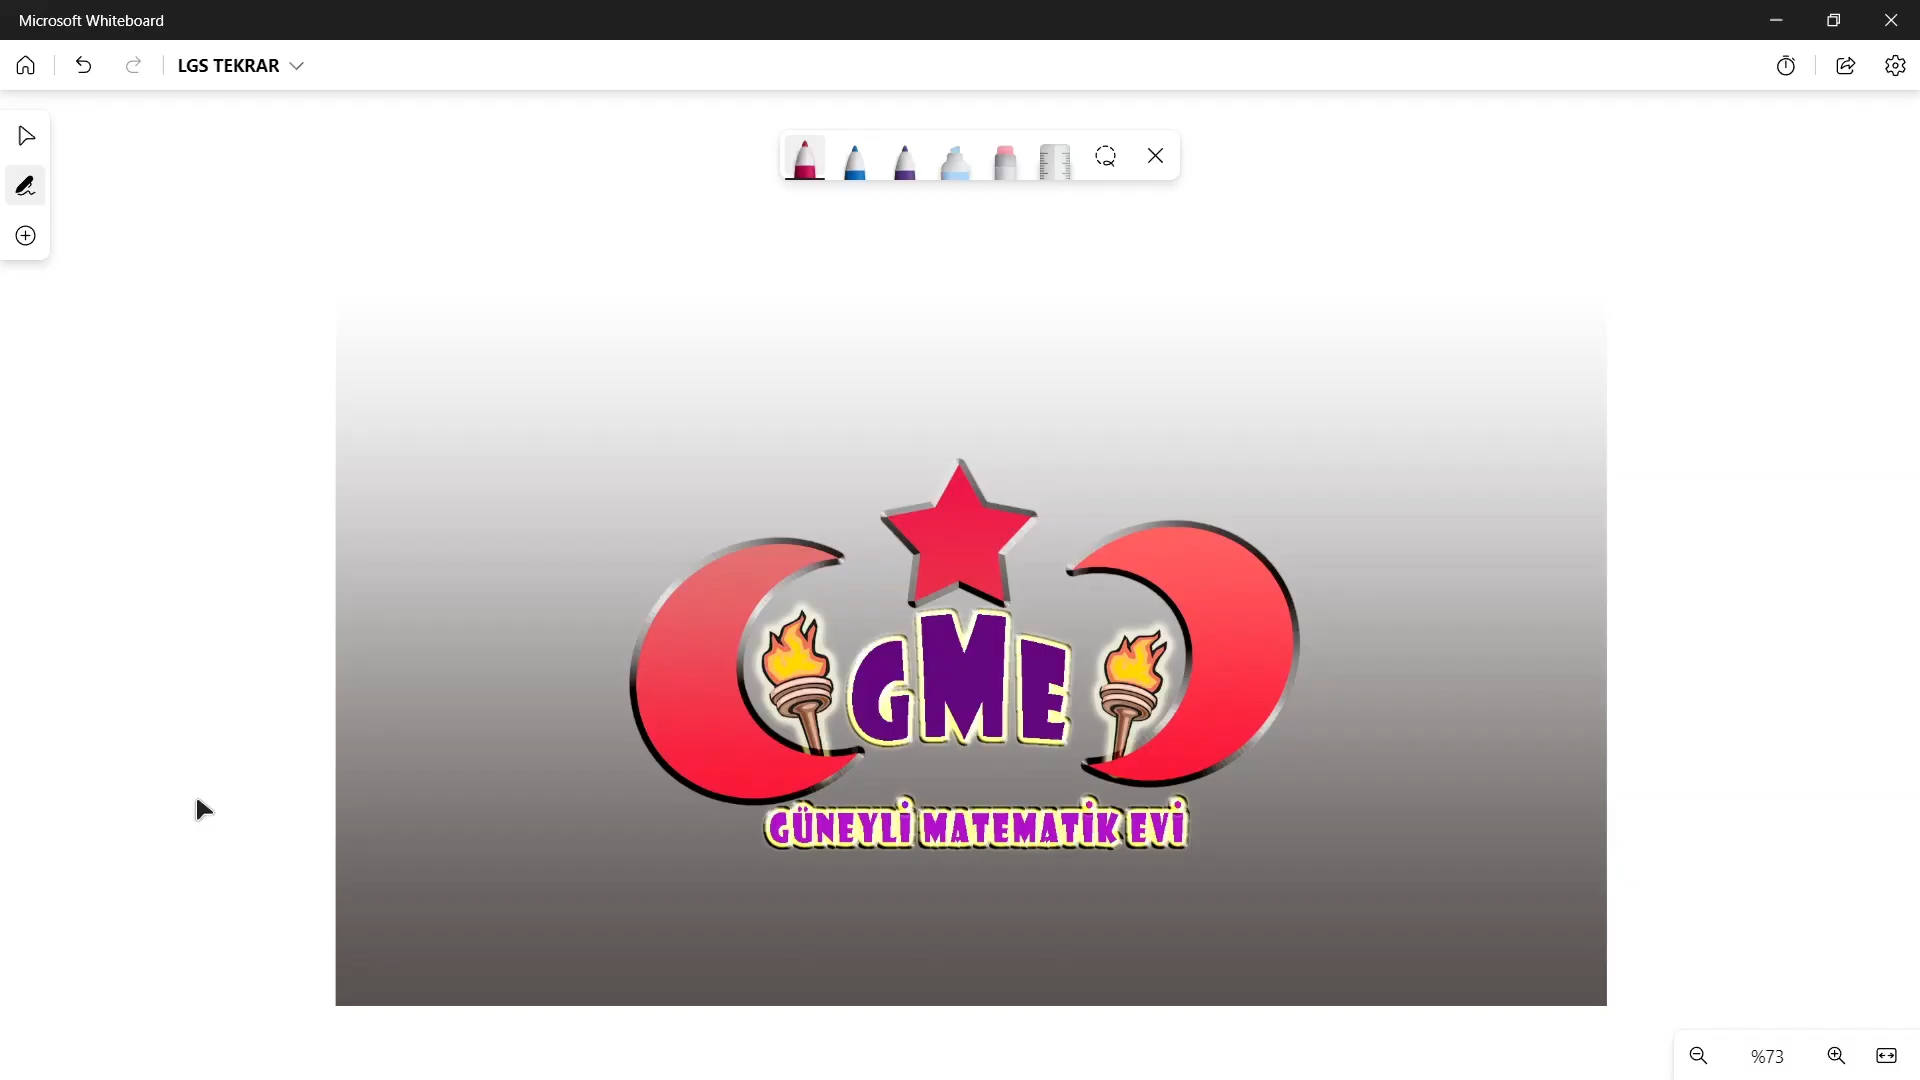 Microsoft Whiteboard
LGS TEKRAR
GME
GÜNEYLİ MATEMATİK EVİ
%73